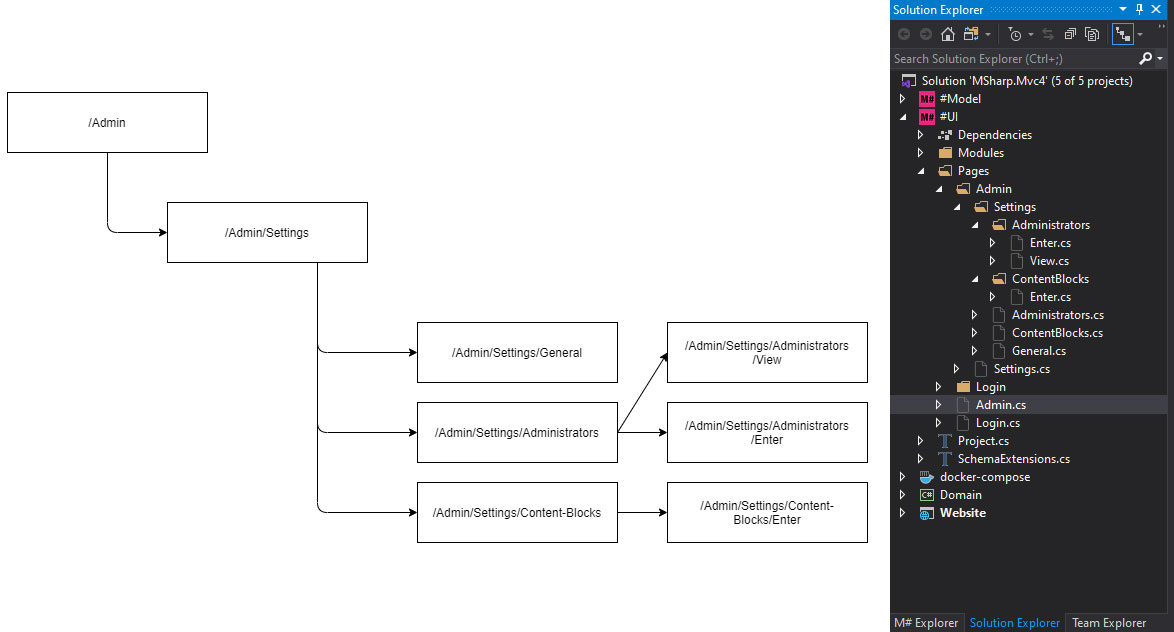 /Admin
/Admin/Settings
/Admin/Settings/General
/Admin/Settings/Administrators
/View
/Admin/Settings/Administrators
/Admin/Settings/Administrators
/Enter
/Admin/Settings/Content-Blocks
/Admin/Settings/Content-
Blocks/Enter
Solution Explorer
Search Solution Explorer (Ctrl+;)
Solution 'MSharp.Mvc4' (5 of 5 projects)
M# #Model
M# #UI
Dependencies
Modules
Pages
Admin
Settings
Administrators
Enter.cs
View.cs
ContentBlocks
Enter.cs
Administrators.cs
ContentBlocks.cs
General.cs
Settings.cs
Login
Admin.cs
Login.cs
Project.cs
SchemaExtensions.cs
docker-compose
C# Domain
Website
M# Explorer Solution Explorer Team Explorer